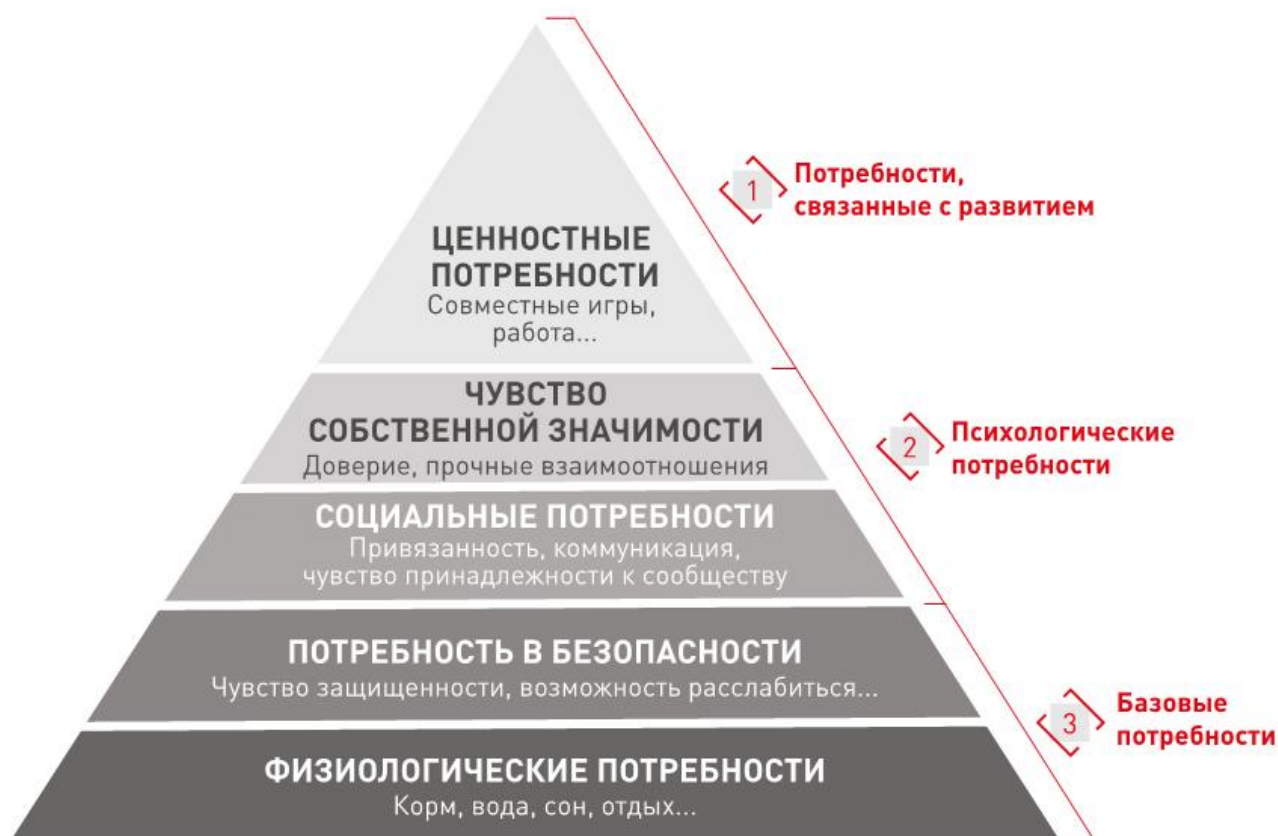 1
Потребности,
связанные с развитием
ЦЕННОСТНЫЕ
ПОТРЕБНОСТИ
Совместные игры,
работа...
ЧУВСТВО
СОБСТВЕННОЙ ЗНАЧИМОСТИ
Доверие, прочные взаимоотношения
2
Психологические
потребности
СОЦИАЛЬНЫЕ ПОТРЕБНОСТИ
Привязанность, коммуникация,
чувство принадлежности к сообществу
ПОТРЕБНОСТЬ В БЕЗОПАСНОСТИ
Чувство защищенности, возможность расслабиться...
3
Базовые
потребности
ФИЗИОЛОГИЧЕСКИЕ ПОТРЕБНОСТИ
Корм, вода, сон, отдых...